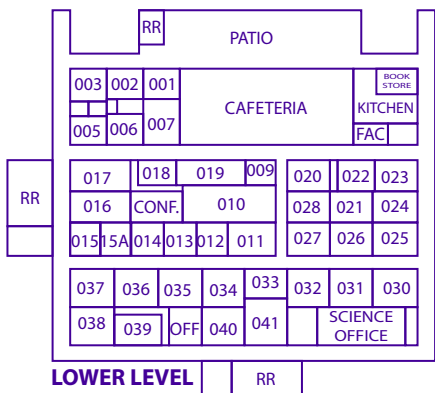 RR
PATIO
003 002 001
BOOK
STORE
CAFETERIA
KITCHEN
005 006 007
FAC
017 018 019 009
020 022 023
RR
016 CONF. 010
028 021 024
015 15A 014 013 012 011
027 026 025
037 036 035 034 033 032 031 030
038 039 OFF 040 041
SCIENCE
OFFICE
LOWER LEVEL
RR